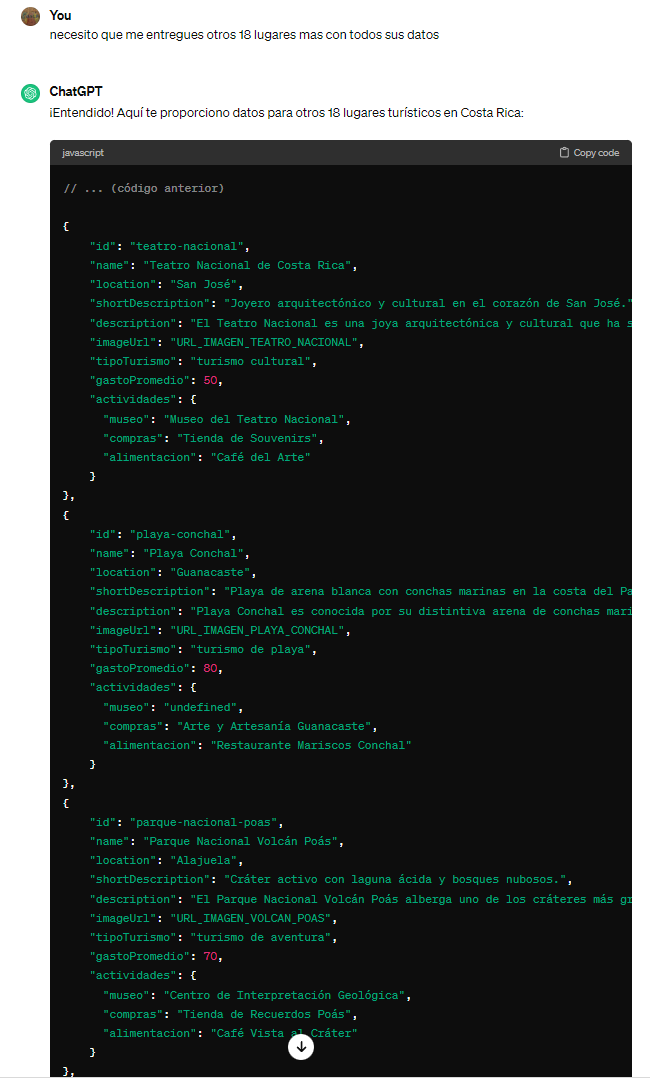 You
necesito que me entregues otros 18 lugares mas con todos sus datos
ChatGPT
¡Entendido! Aquí te proporciono datos para otros 18 lugares turísticos en Costa Rica:
javascript Copy code
// ... (código anterior)
{
"id": "teatro-nacional",
"name": "Teatro Nacional de Costa Rica",
"location": "San José",
"shortDescription": "Joyero arquitectónico y cultural en el corazón de San José."
"description": "El Teatro Nacional es una joya arquitectónica y cultural que ha s
"imageUrl": "URL_IMAGEN_TEATRO_NACIONAL",
"tipoTurismo": "turismo cultural",
"gastoPromedio": 50,
"actividades": {
"museo": "Museo del Teatro Nacional",
"compras": "Tienda de Souvenirs",
"alimentacion": "Café del Arte"
}
},
{
"id": "playa-conchal",
"name": "Playa Conchal",
"location": "Guanacaste",
"shortDescription": "Playa de arena blanca con conchas marinas en la costa del Pa
"description": "Playa Conchal es conocida por su distintiva arena de conchas mari
"imageUrl": "URL_IMAGEN_PLAYA_CONCHAL",
"tipoTurismo": "turismo de playa",
"gastoPromedio": 80,
"actividades": {
"museo": "undefined",
"compras": "Arte y Artesanía Guanacaste",
"alimentacion": "Restaurante Mariscos Conchal"
}
},
{
"id": "parque-nacional-poas",
"name": "Parque Nacional Volcán Poás",
"location": "Alajuela",
"shortDescription": "Cráter activo con laguna ácida y bosques nubosos.",
"description": "El Parque Nacional Volcán Poás alberga uno de los cráteres más gr
"imageUrl": "URL_IMAGEN_VOLCAN_POAS",
"tipoTurismo": "turismo de aventura",
"gastoPromedio": 70,
"actividades": {
"museo": "Centro de Interpretación Geológica",
"compras": "Tienda de Recuerdos Poás",
"alimentacion": "Café Vista al Cráter"
}
},